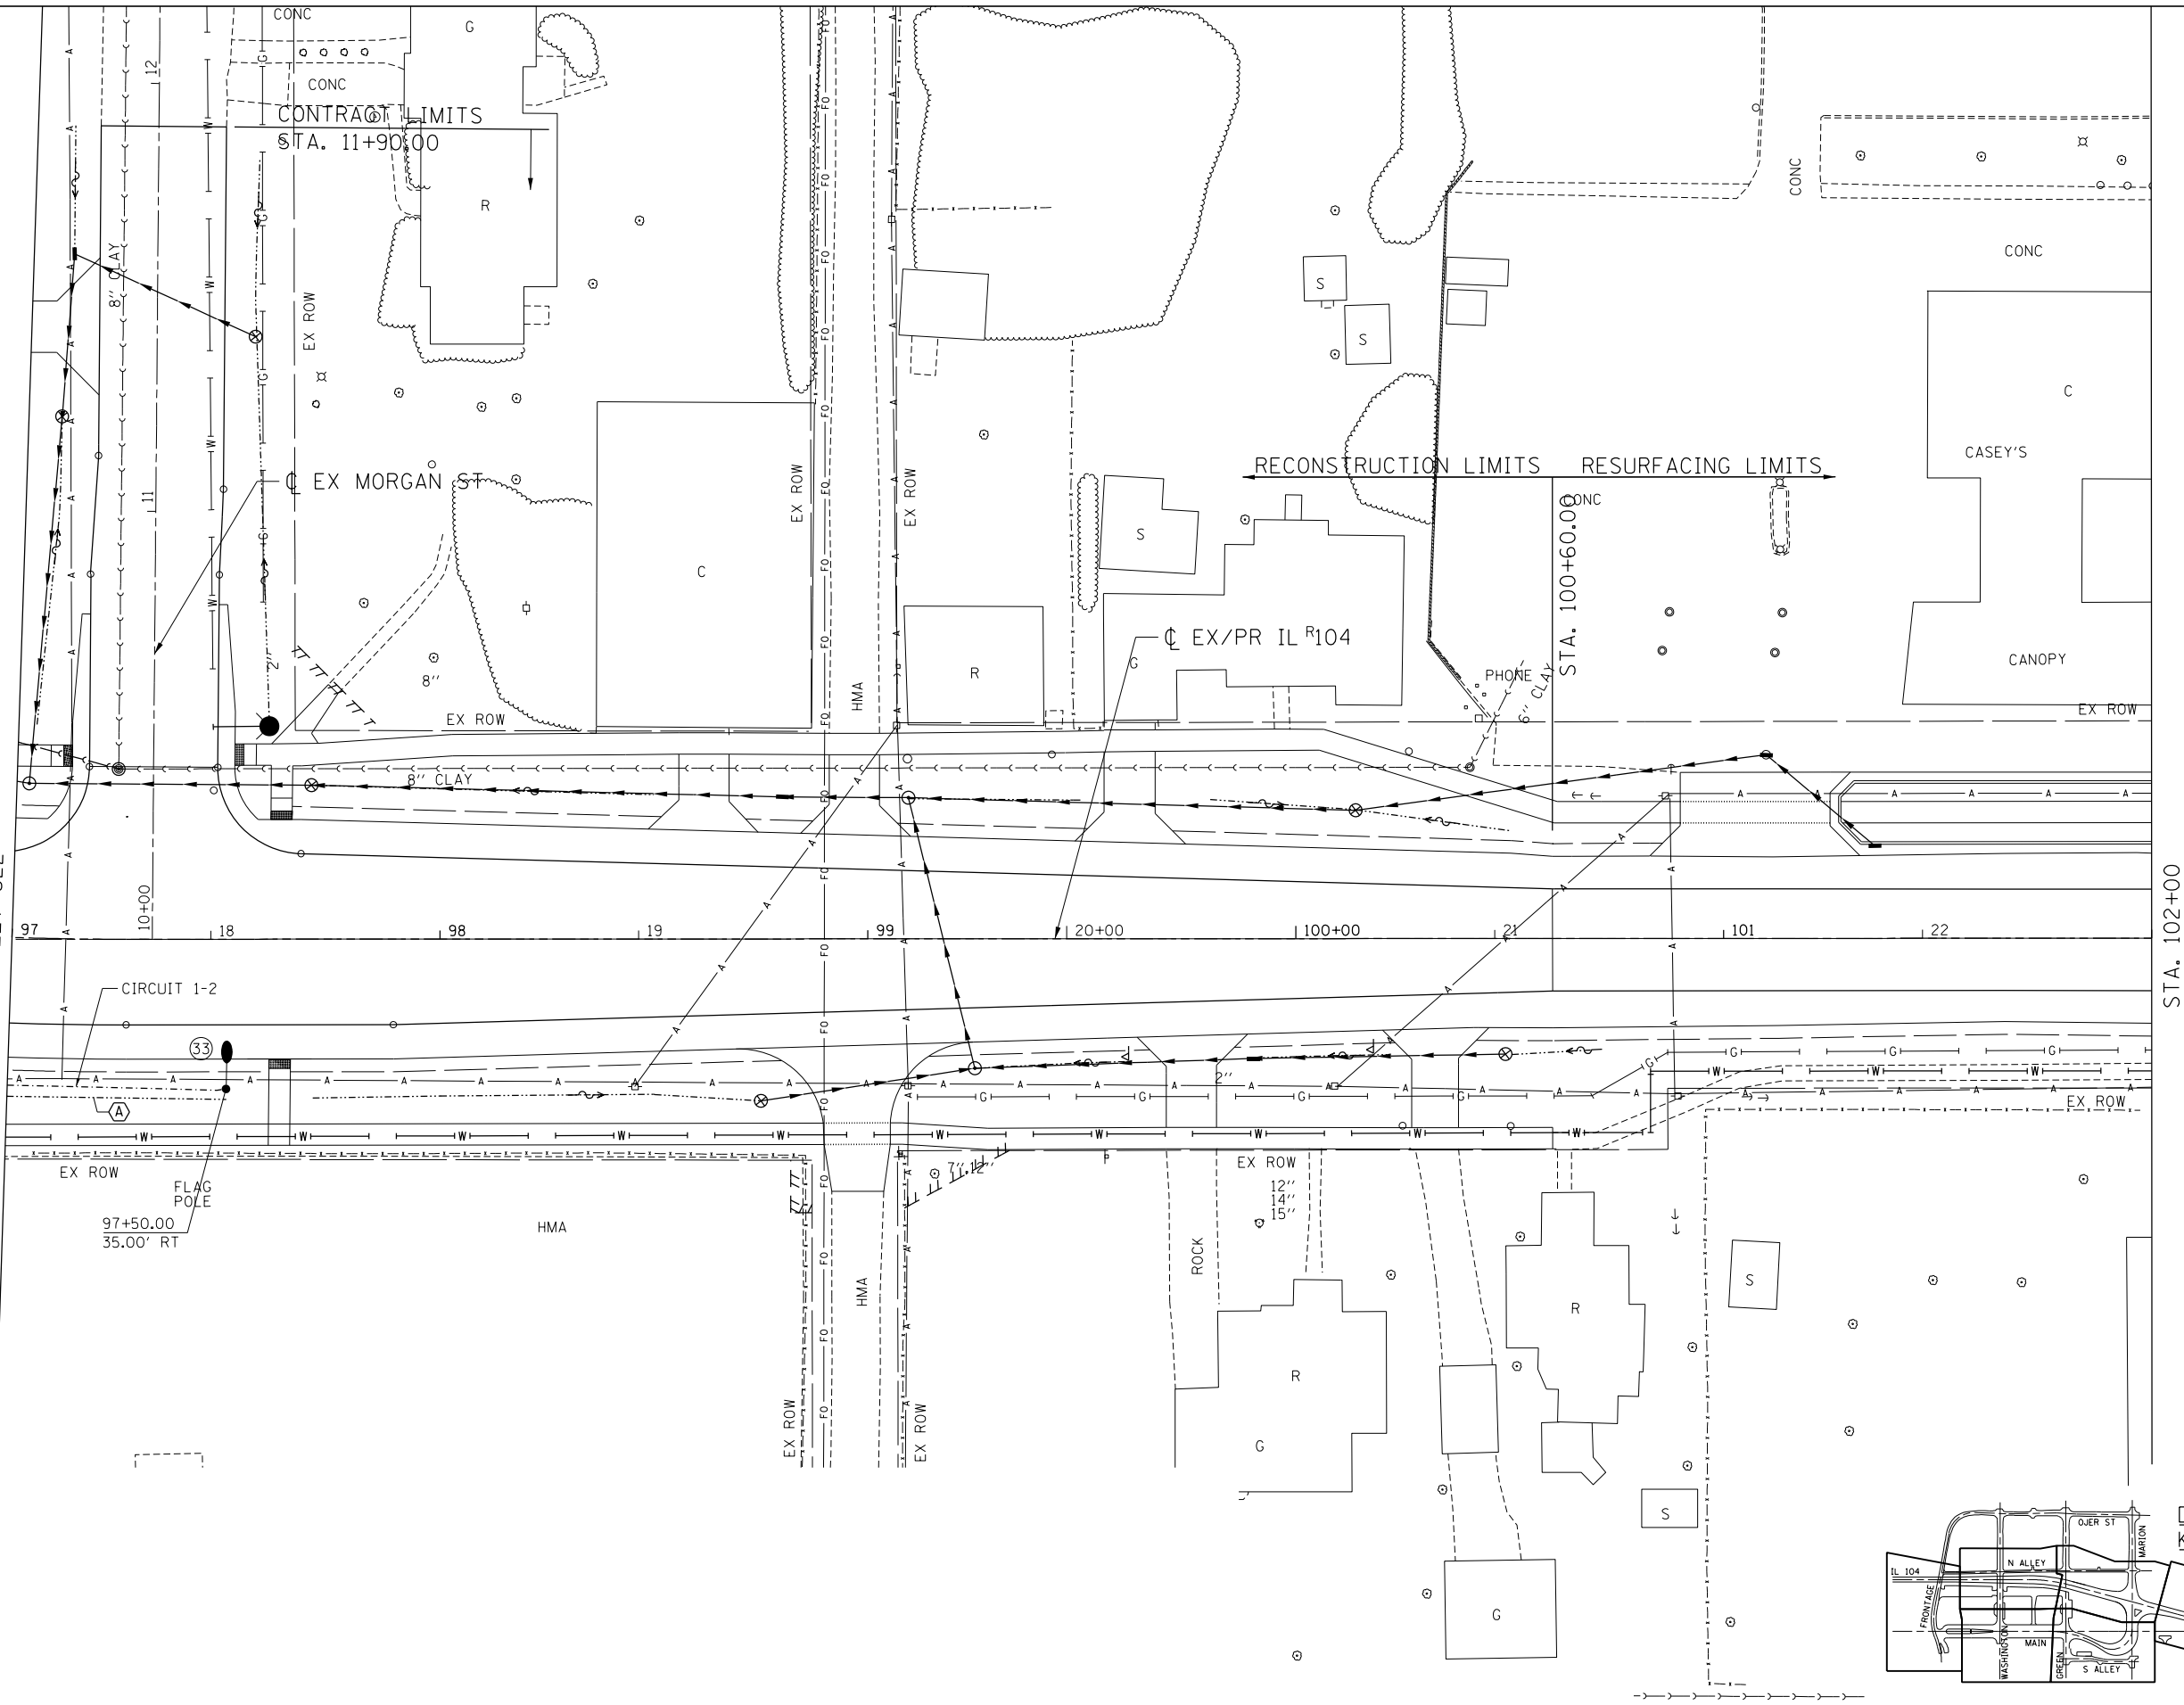 CONC
G
12
CONC
CONTRACT LIMITS
STA. 11+90.00
CONC
R
8" CLAY
EX ROW
CONC
S
S
C
CASEY'S
RECONSTRUCTION LIMITS
RESURFACING LIMITS
CONC
STA. 100+60.00
11
℄ EX MORGAN ST
EX ROW
EX ROW
S
C
2"
8"
HMA
R
℄ EX/PR IL 104
R
G
PHONE
6" CLAY
CANOPY
EX ROW
EX ROW
8" CLAY
10+00
97
18
98
19
99
20+00
100+00
21
101
22
STA. 102+00
CIRCUIT 1-2
33
A
2"
EX ROW
EX ROW
FLAG
POLE
97+50.00
35.00' RT
HMA
7",12"
EX ROW
12"
14"
15"
ROCK
HMA
S
R
R
G
EX ROW
EX ROW
S
G
OJER ST
MARION
N ALLEY
IL 104
FRONTAGE
WASHINGTON
MAIN
GREEN
S ALLEY